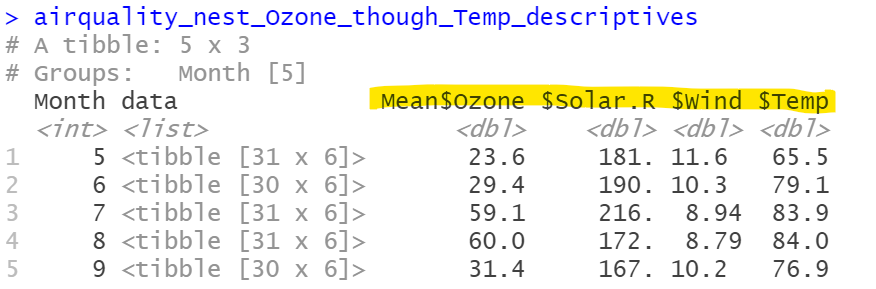 > airquality_nest_Ozone_though_Temp_descriptives
# A tibble: 5 x 3
# Groups:   Month [5]
  Month data               Mean$Ozone $Solar.R $Wind $Temp
  <int> <list>                  <dbl>    <dbl> <dbl> <dbl>
1     5 <tibble [31 x 6]>        23.6     181. 11.6   65.5
2     6 <tibble [30 x 6]>        29.4     190. 10.3   79.1
3     7 <tibble [31 x 6]>        59.1     216.  8.94  83.9
4     8 <tibble [31 x 6]>        60.0     172.  8.79  84.0
5     9 <tibble [30 x 6]>        31.4     167. 10.2   76.9